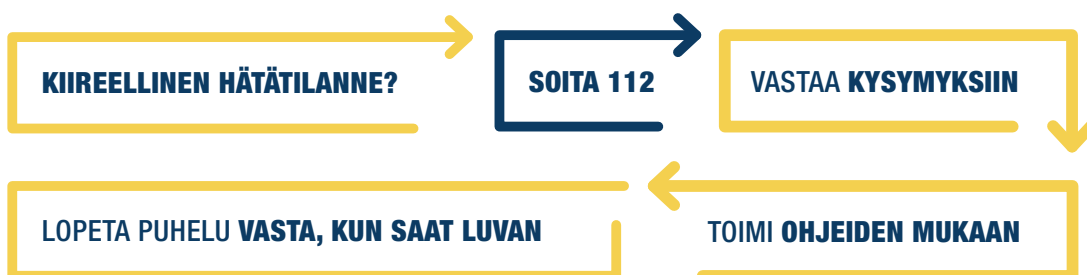 KIIREELLINEN HÄTÄTILANNE?
SOITA 112
VASTAA KYSYMYKSIIN
TOIMI OHJEIDEN MUKAAN
LOPETA PUHELU VASTA, KUN SAAT LUVAN